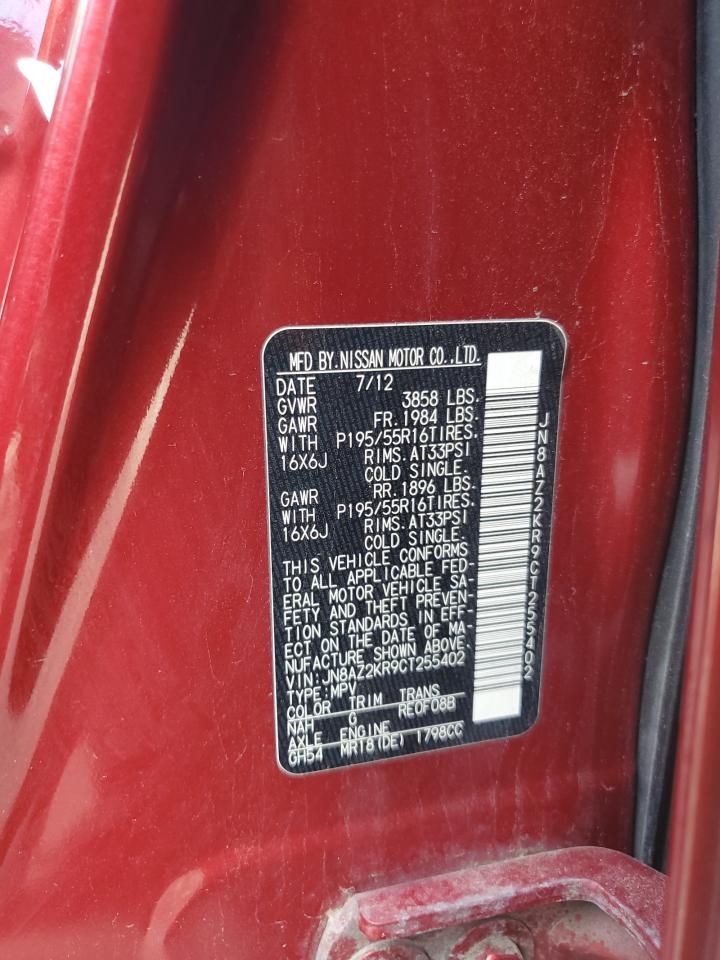 MFD BY.NISSAN MOTOR CO.,LTD.
DATE 7/12
GVWR 3858 LBS.
GAWR FR.1984 LBS.
WITH P195/55R16TIRES.
16X6J RIMS.AT33PSI
COLD SINGLE.
GAWR RR.1896 LBS.
WITH P195/55R16TIRES.
16X6J RIMS.AT33PSI
COLD SINGLE.
THIS VEHICLE CONFORMS
TO ALL APPLICABLE FED-
ERAL MOTOR VEHICLE SA-
FETY AND THEFT PREVEN-
TION STANDARDS IN EFF-
ECT ON THE DATE OF MA-
NUFACTURE SHOWN ABOVE.
VIN:JN8AZ2KR9CT255402
TYPE:MPV
COLOR TRIM TRANS
NAH G RE0F08B
AXLE ENGINE
GH54 MR18(DE) 1798CC
JN8AZ2KR9CT255402